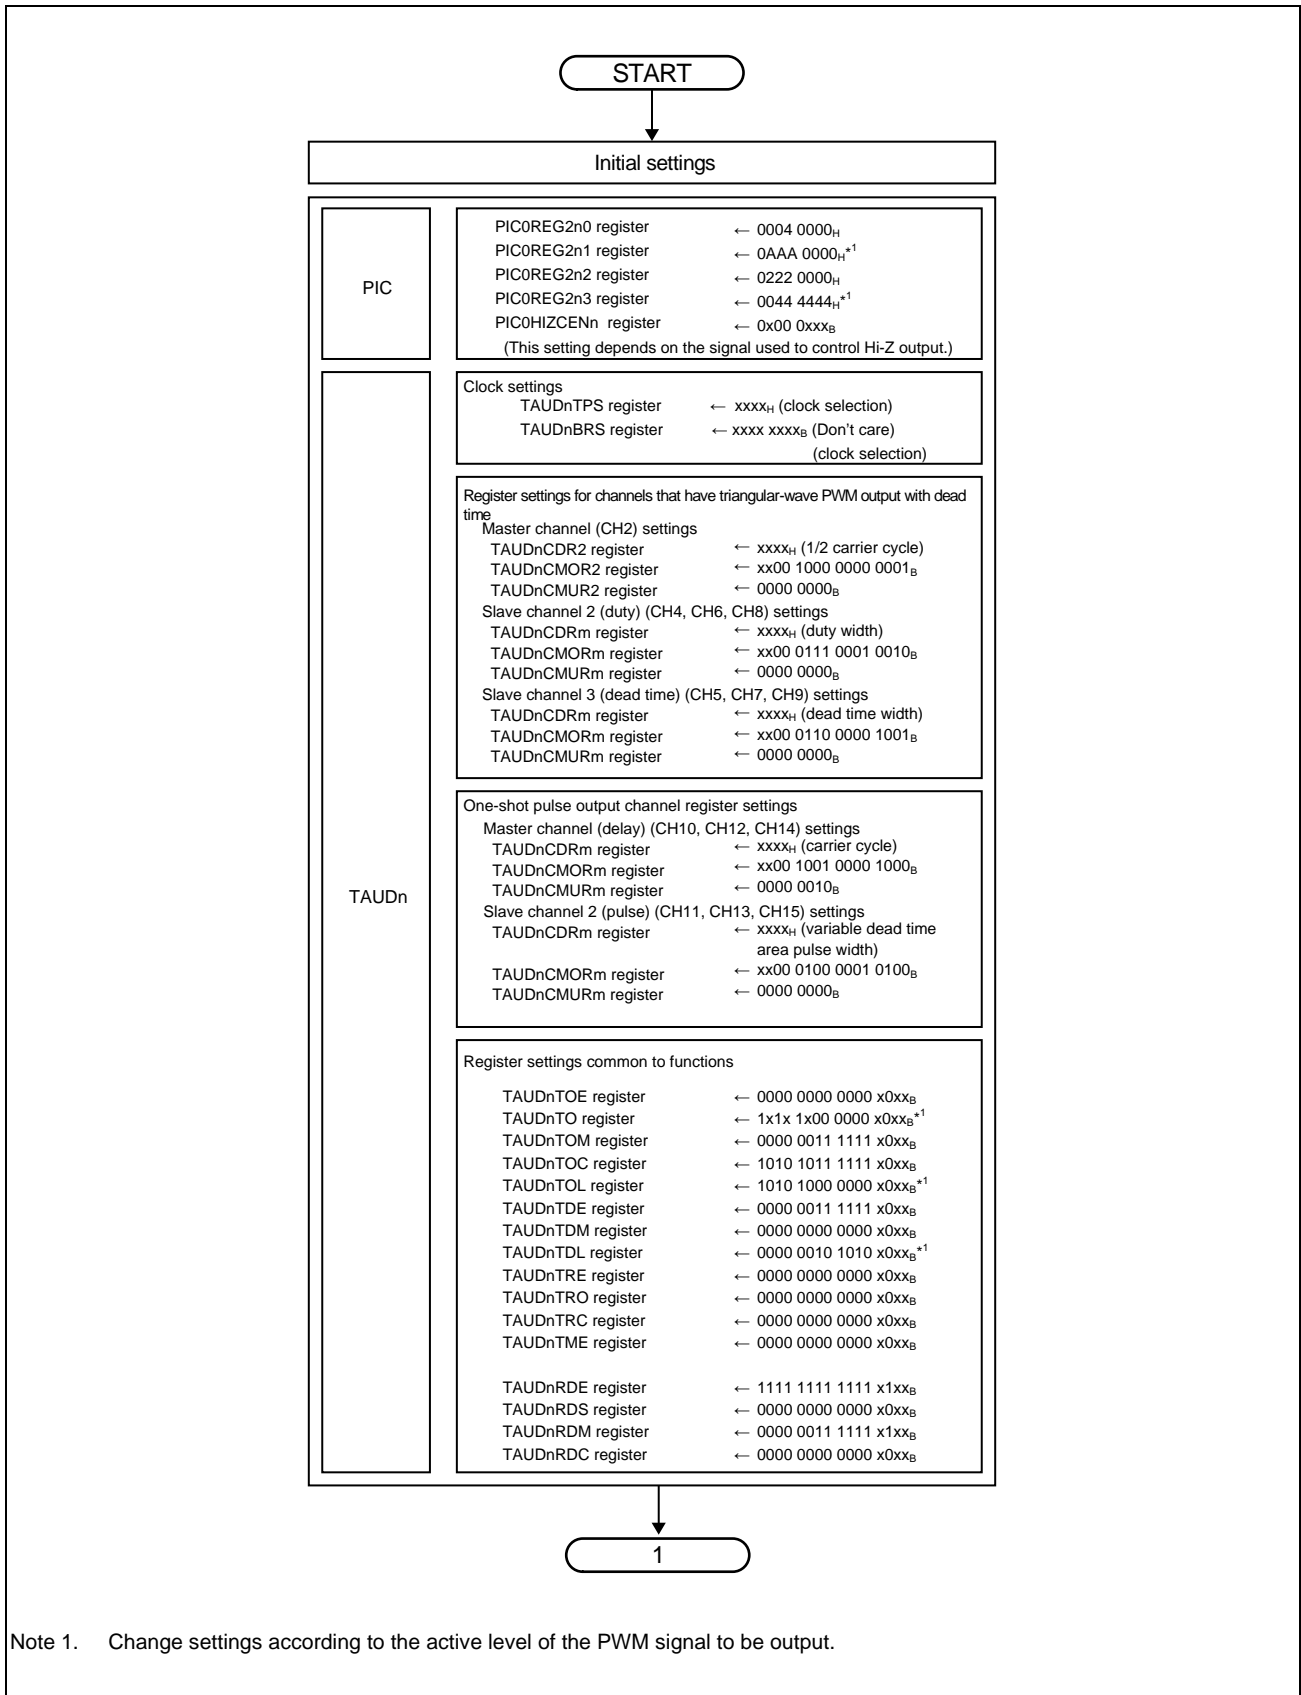 START
Initial settings
PIC
PIC0REG2n0 register ← 0004 0000H
PIC0REG2n1 register ← 0AAA 0000H*1
PIC0REG2n2 register ← 0222 0000H
PIC0REG2n3 register ← 0044 4444H*1
PIC0HIZCENn register ← 0x00 0xxxB
(This setting depends on the signal used to control Hi-Z output.)
TAUDn
Clock settings
TAUDnTPS register ← xxxxH (clock selection)
TAUDnBRS register ← xxxx xxxxB (Don't care)
(clock selection)
Register settings for channels that have triangular-wave PWM output with dead
time
Master channel (CH2) settings
TAUDnCDR2 register ← xxxxH (1/2 carrier cycle)
TAUDnCMOR2 register ← xx00 1000 0000 0001B
TAUDnCMUR2 register ← 0000 0000B
Slave channel 2 (duty) (CH4, CH6, CH8) settings
TAUDnCDRm register ← xxxxH (duty width)
TAUDnCMORm register ← xx00 0111 0001 0010B
TAUDnCMURm register ← 0000 0000B
Slave channel 3 (dead time) (CH5, CH7, CH9) settings
TAUDnCDRm register ← xxxxH (dead time width)
TAUDnCMORm register ← xx00 0110 0000 1001B
TAUDnCMURm register ← 0000 0000B
One-shot pulse output channel register settings
Master channel (delay) (CH10, CH12, CH14) settings
TAUDnCDRm register ← xxxxH (carrier cycle)
TAUDnCMORm register ← xx00 1001 0000 1000B
TAUDnCMURm register ← 0000 0010B
Slave channel 2 (pulse) (CH11, CH13, CH15) settings
TAUDnCDRm register ← xxxxH (variable dead time
area pulse width)
TAUDnCMORm register ← xx00 0100 0001 0100B
TAUDnCMURm register ← 0000 0000B
Register settings common to functions
TAUDnTOE register ← 0000 0000 0000 x0xxB
TAUDnTO register ← 1x1x 1x00 0000 x0xxB*1
TAUDnTOM register ← 0000 0011 1111 x0xxB
TAUDnTOC register ← 1010 1011 1111 x0xxB
TAUDnTOL register ← 1010 1000 0000 x0xxB*1
TAUDnTDE register ← 0000 0011 1111 x0xxB
TAUDnTDM register ← 0000 0000 0000 x0xxB
TAUDnTDL register ← 0000 0010 1010 x0xxB*1
TAUDnTRE register ← 0000 0000 0000 x0xxB
TAUDnTRO register ← 0000 0000 0000 x0xxB
TAUDnTRC register ← 0000 0000 0000 x0xxB
TAUDnTME register ← 0000 0000 0000 x0xxB
TAUDnRDE register ← 1111 1111 1111 x1xxB
TAUDnRDS register ← 0000 0000 0000 x0xxB
TAUDnRDM register ← 0000 0011 1111 x1xxB
TAUDnRDC register ← 0000 0000 0000 x0xxB
1
Note 1. Change settings according to the active level of the PWM signal to be output.